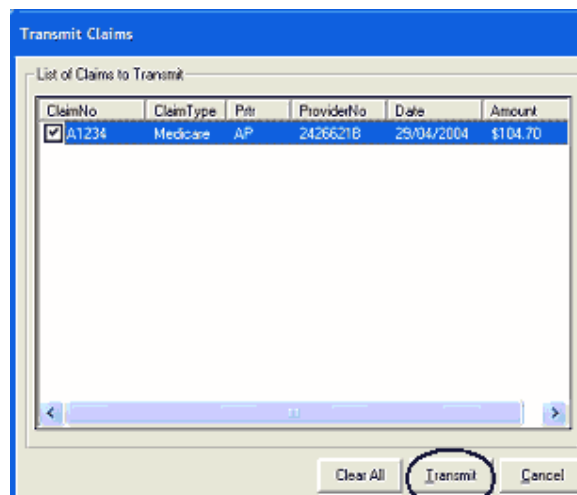 Transmit Claims
List of Claims to Transmit
ClaimNo ClaimType Prtr ProviderNo Date Amount
A1234 Medicare AP 2426621B 29/04/2004 $104.70
Clear All Transmit Cancel